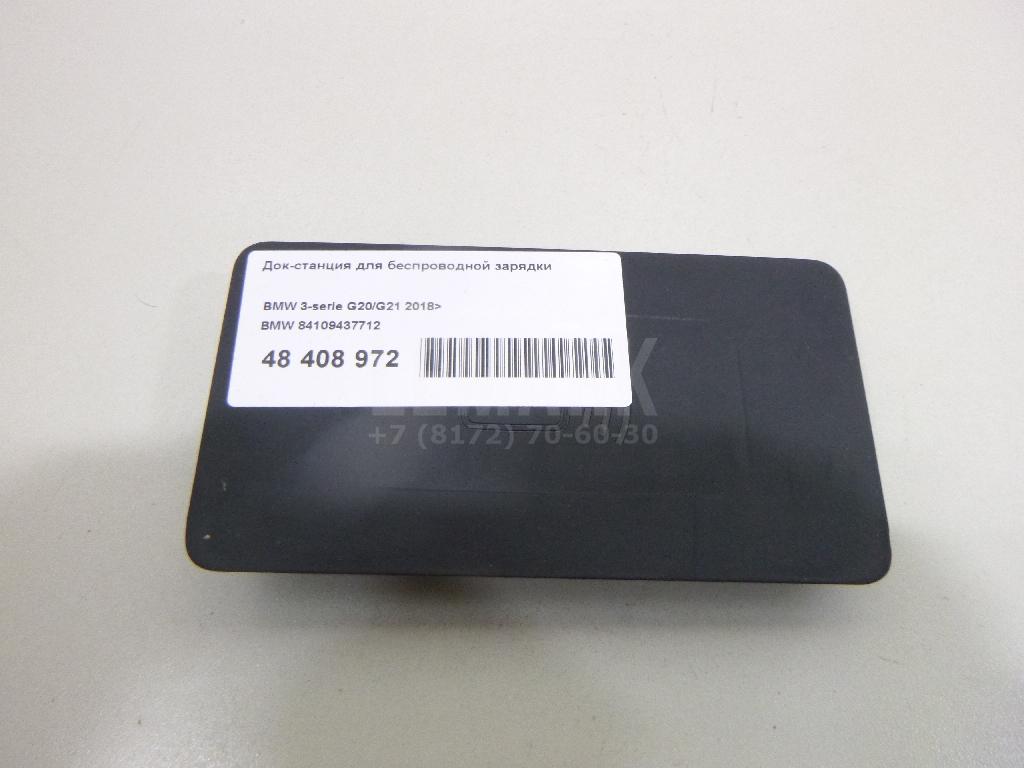 Док-станция для беспроводной зарядки
BMW 3-serie G20/G21 2018>
BMW 84109437712
48 408 972
+7 (8172) 70-60-30